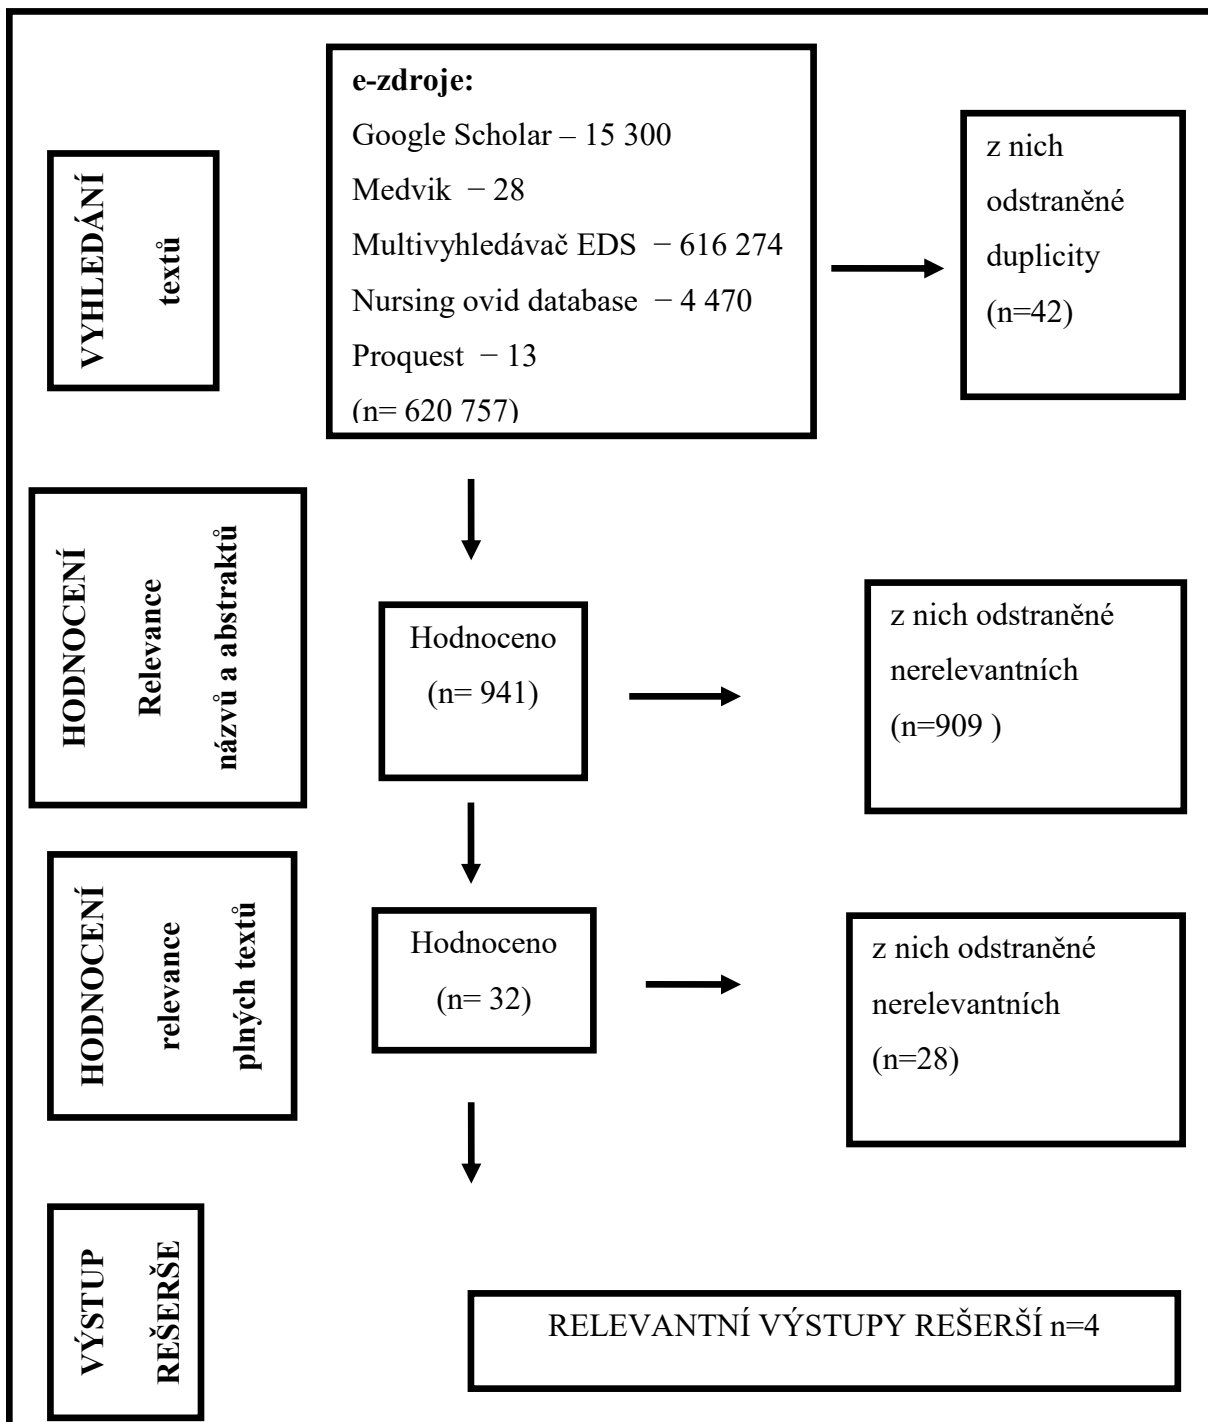 e-zdroje:
Google Scholar – 15 300
Medvik – 28
Multivyhledávač EDS – 616 274
Nursing ovid database – 4 470
Proquest – 13
(n= 620 757)
z nich
odstraněné
duplicity
(n=42)
VYHLEDÁNÍ
textů
HODNOCENÍ
Relevance
názvů a abstraktů
Hodnoceno
(n= 941)
z nich odstraněné
nerelevantních
(n=909 )
HODNOCENÍ
relevance
plných textů
Hodnoceno
(n= 32)
z nich odstraněné
nerelevantních
(n=28)
VÝSTUP
REŠERŠE
RELEVANTNÍ VÝSTUPY REŠERŠÍ n=4